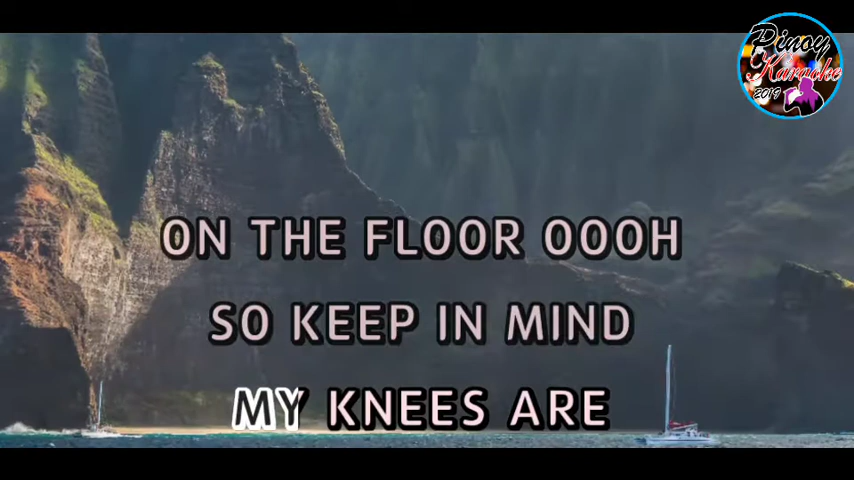 Pinoy
Karaoke
2019
ON THE FLOOR OOOH
SO KEEP IN MIND
MY KNEES ARE